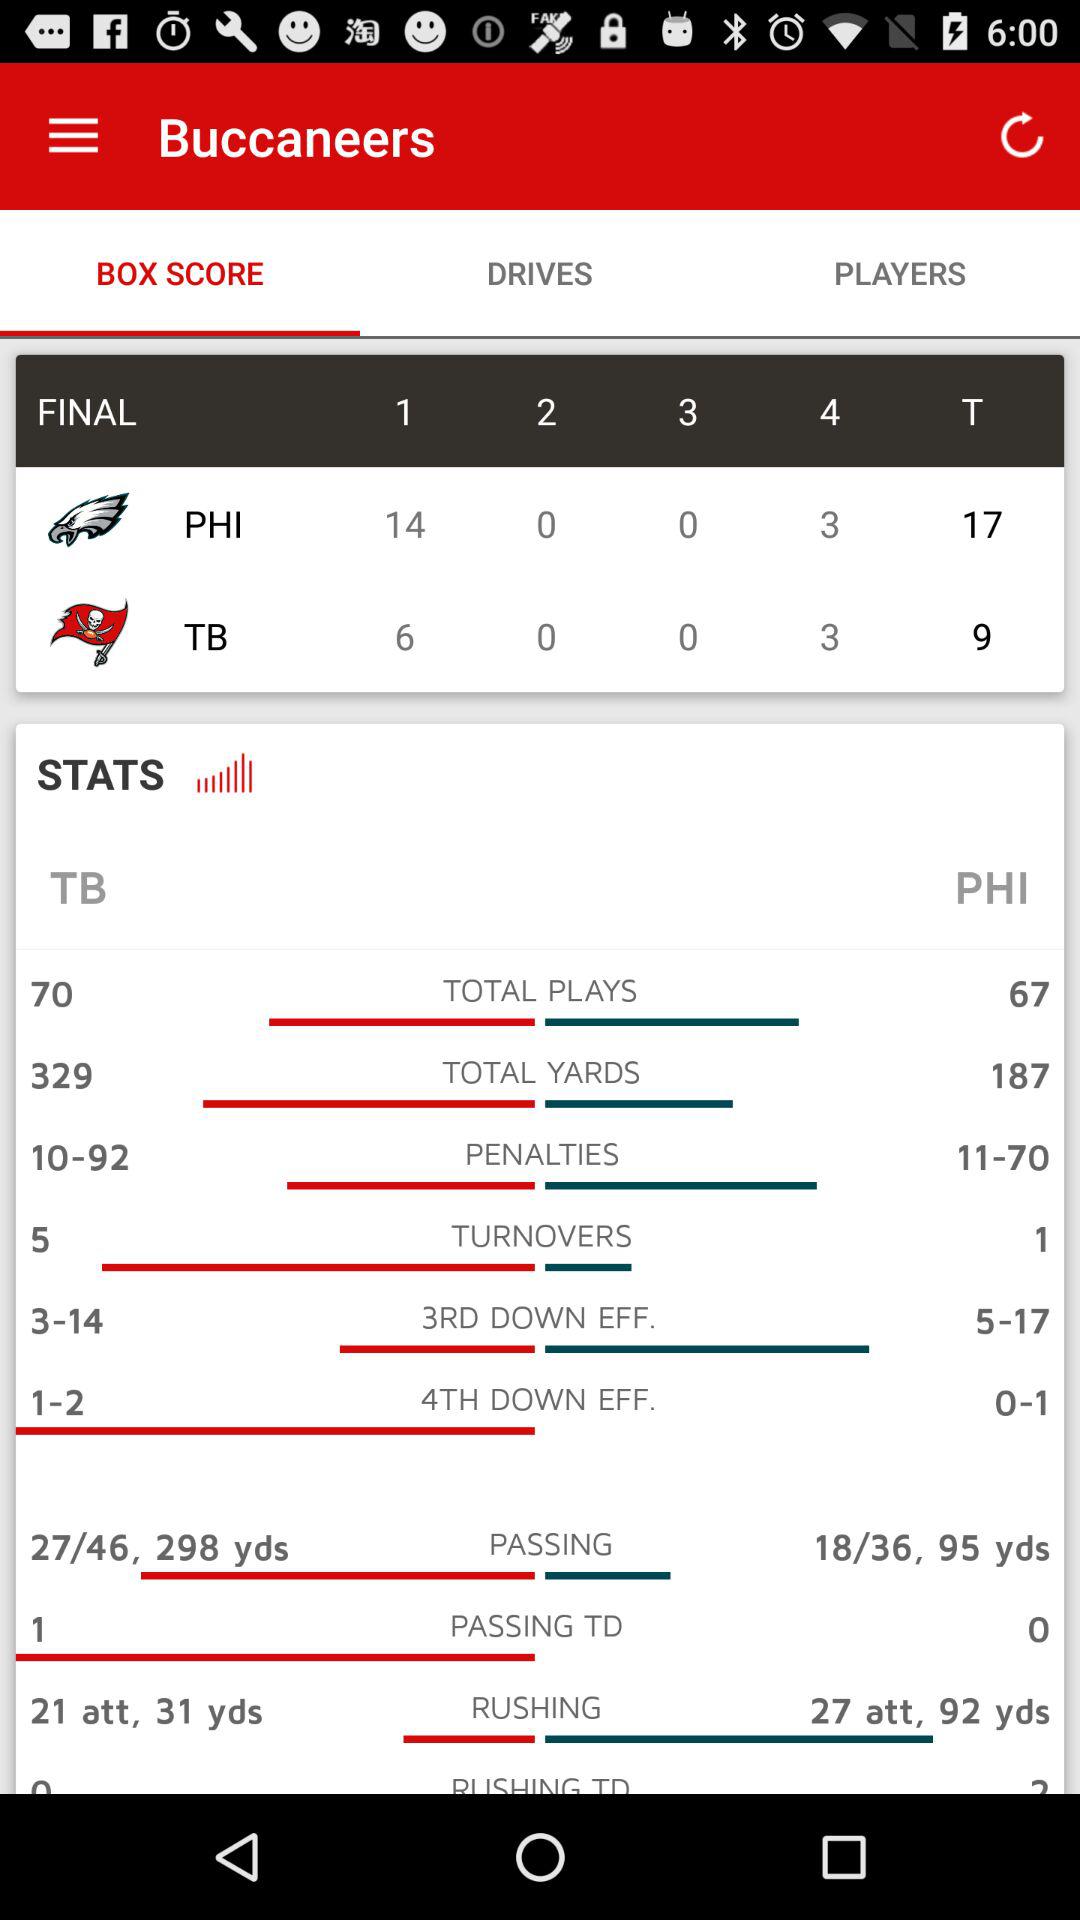 淘 FAKE 6:00
Buccaneers
BOX SCORE DRIVES PLAYERS
FINAL 1 2 3 4 T
PHI 14 0 0 3 17
TB 6 0 0 3 9
STATS
TB PHI
70 TOTAL PLAYS 67
329 TOTAL YARDS 187
10-92 PENALTIES 11-70
5 TURNOVERS 1
3-14 3RD DOWN EFF. 5-17
1-2 4TH DOWN EFF. 0-1
27/46, 298 yds PASSING 18/36, 95 yds
1 PASSING TD 0
21 att, 31 yds RUSHING 27 att, 92 yds
0 RUSHING TD 2